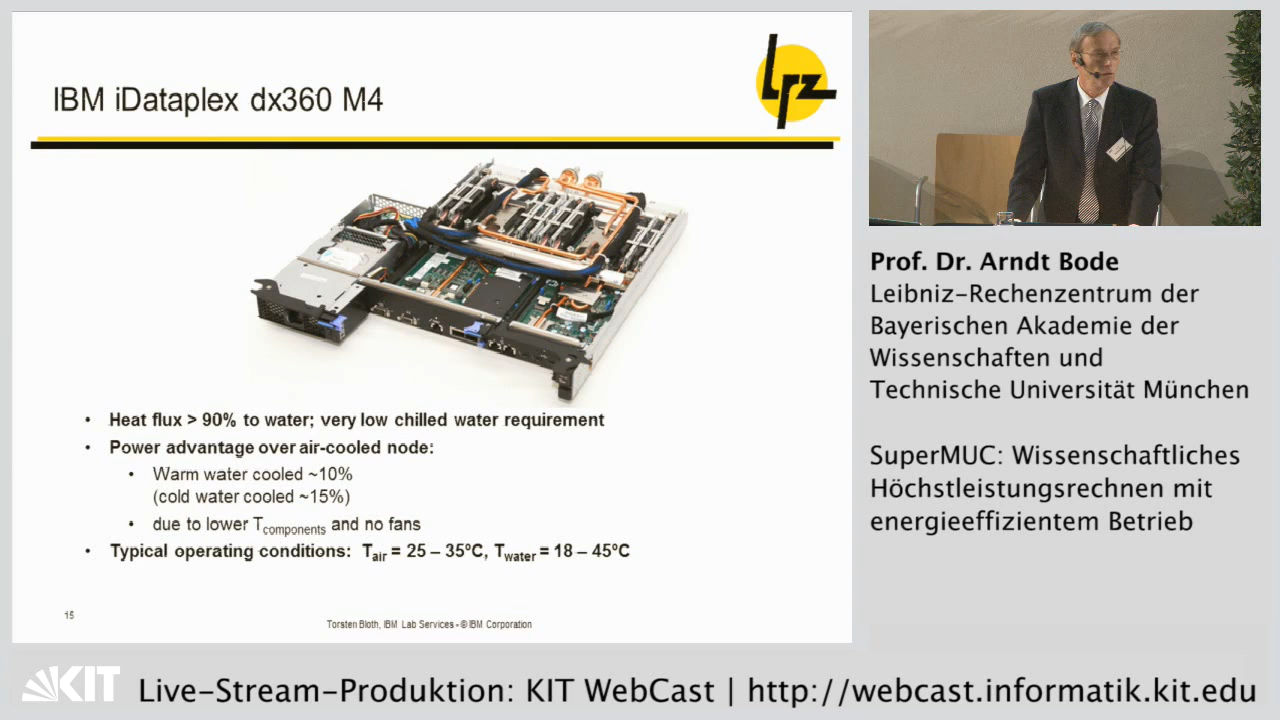 IBM iDataplex dx360 M4
lrz
• Heat flux > 90% to water; very low chilled water requirement
• Power advantage over air-cooled node:
• Warm water cooled ~10%
(cold water cooled ~15%)
• due to lower Tcomponents and no fans
• Typical operating conditions: Tair = 25 – 35ºC, Twater = 18 – 45ºC
15
Torsten Bloth, IBM Lab Services - © IBM Corporation
Prof. Dr. Arndt Bode
Leibniz-Rechenzentrum der
Bayerischen Akademie der
Wissenschaften und
Technische Universität München
SuperMUC: Wissenschaftliches
Höchstleistungsrechnen mit
energieeffizientem Betrieb
KIT
Live-Stream-Produktion: KIT WebCast | http://webcast.informatik.kit.edu